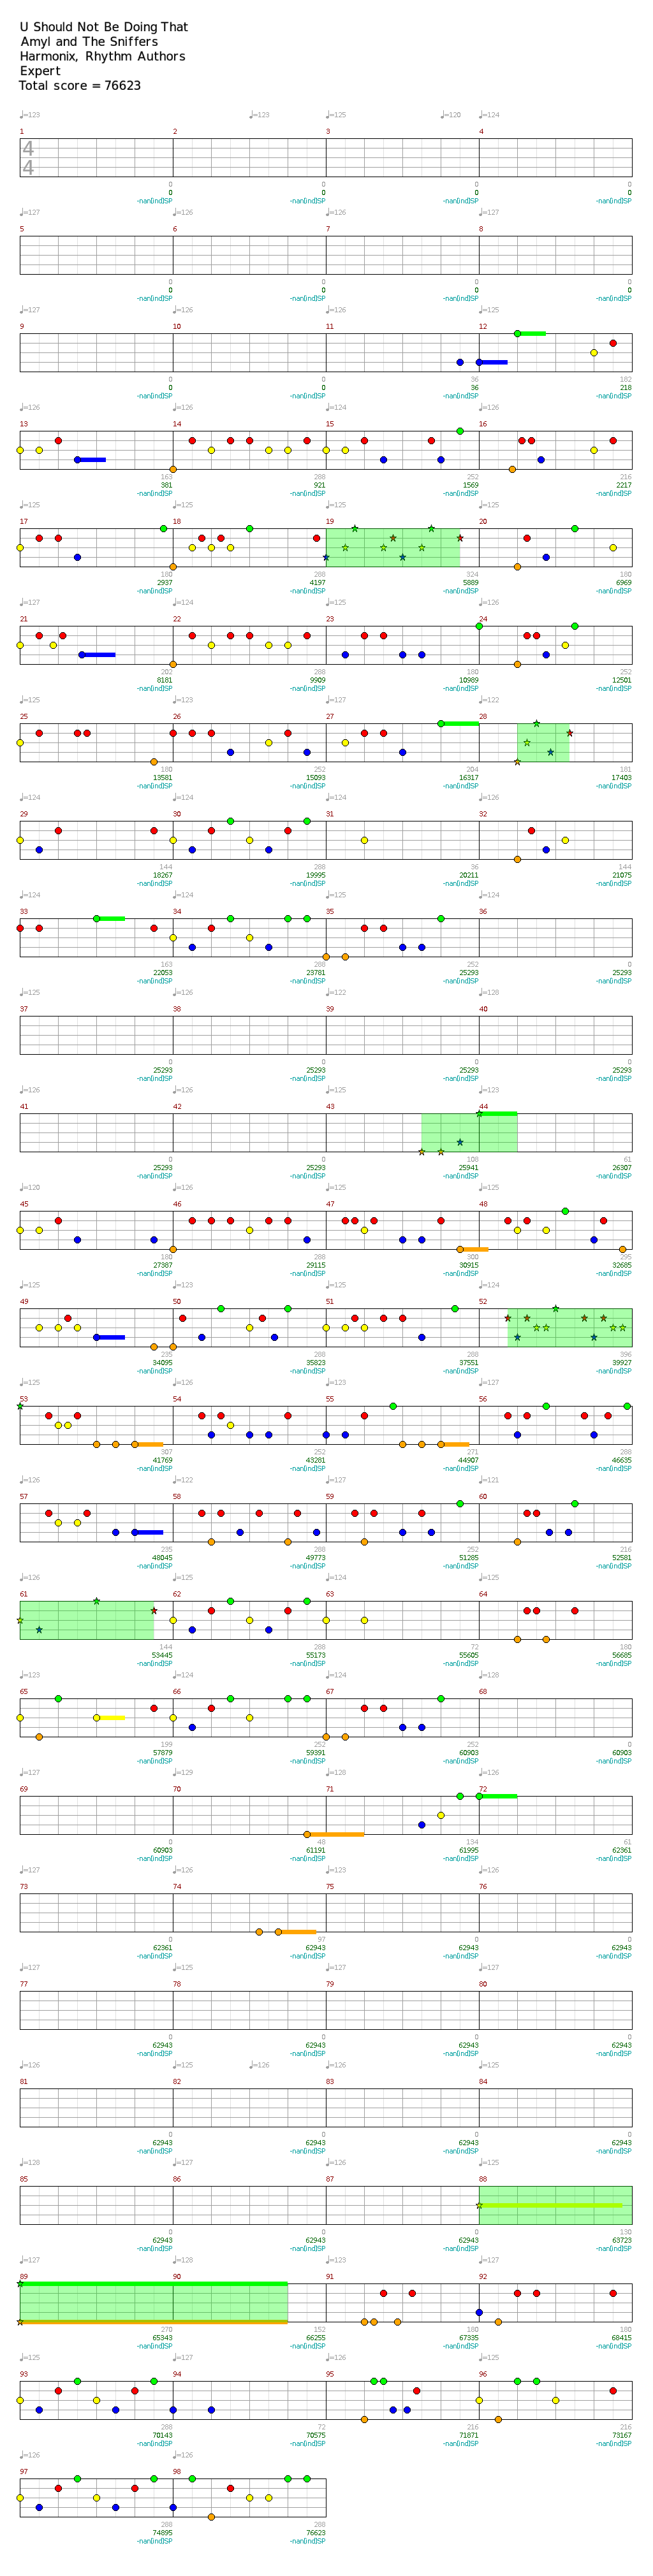 U Should Not Be Doing That
Amyl and The Sniffers
Harmonix, Rhythm Authors
Expert
Total score = 76623
♩=123 ♩=123 ♩=125 ♩=120 ♩=124
1 2 3 4
4
4
0 0 0 0
0 0 0 0
-nan(ind)SP -nan(ind)SP -nan(ind)SP -nan(ind)SP
♩=127 ♩=126 ♩=126 ♩=127
5 6 7 8
0 0 0 0
0 0 0 0
-nan(ind)SP -nan(ind)SP -nan(ind)SP -nan(ind)SP
♩=127 ♩=126 ♩=126 ♩=125
9 10 11 12
0 0 36 182
0 0 36 218
-nan(ind)SP -nan(ind)SP -nan(ind)SP -nan(ind)SP
♩=126 ♩=126 ♩=124 ♩=126
13 14 15 16
163 288 252 216
381 921 1569 2217
-nan(ind)SP -nan(ind)SP -nan(ind)SP -nan(ind)SP
♩=125 ♩=125 ♩=125 ♩=125
17 18 19 20
180 288 324 180
2937 4197 5889 6969
-nan(ind)SP -nan(ind)SP -nan(ind)SP -nan(ind)SP
♩=127 ♩=124 ♩=125 ♩=126
21 22 23 24
202 288 180 252
8181 9909 10989 12501
-nan(ind)SP -nan(ind)SP -nan(ind)SP -nan(ind)SP
♩=125 ♩=123 ♩=127 ♩=122
25 26 27 28
180 252 204 181
13581 15093 16317 17403
-nan(ind)SP -nan(ind)SP -nan(ind)SP -nan(ind)SP
♩=124 ♩=124 ♩=124 ♩=126
29 30 31 32
144 288 36 144
18267 19995 20211 21075
-nan(ind)SP -nan(ind)SP -nan(ind)SP -nan(ind)SP
♩=124 ♩=124 ♩=125 ♩=124
33 34 35 36
163 288 252 0
22053 23781 25293 25293
-nan(ind)SP -nan(ind)SP -nan(ind)SP -nan(ind)SP
♩=125 ♩=126 ♩=122 ♩=128
37 38 39 40
0 0 0 0
25293 25293 25293 25293
-nan(ind)SP -nan(ind)SP -nan(ind)SP -nan(ind)SP
♩=126 ♩=126 ♩=125 ♩=123
41 42 43 44
0 0 108 61
25293 25293 25941 26307
-nan(ind)SP -nan(ind)SP -nan(ind)SP -nan(ind)SP
♩=120 ♩=126 ♩=125 ♩=125
45 46 47 48
180 288 300 295
27387 29115 30915 32685
-nan(ind)SP -nan(ind)SP -nan(ind)SP -nan(ind)SP
♩=125 ♩=123 ♩=125 ♩=124
49 50 51 52
235 288 288 396
34095 35823 37551 39927
-nan(ind)SP -nan(ind)SP -nan(ind)SP -nan(ind)SP
♩=125 ♩=126 ♩=127 ♩=126
53 54 55 56
307 252 271 288
41769 43281 44907 46635
-nan(ind)SP -nan(ind)SP -nan(ind)SP -nan(ind)SP
♩=126 ♩=122 ♩=127 ♩=121
57 58 59 60
235 288 252 216
48045 49773 51285 52581
-nan(ind)SP -nan(ind)SP -nan(ind)SP -nan(ind)SP
♩=126 ♩=126 ♩=124 ♩=126
61 62 63 64
144 288 72 180
53445 55173 55605 56685
-nan(ind)SP -nan(ind)SP -nan(ind)SP -nan(ind)SP
♩=123 ♩=124 ♩=124 ♩=128
65 66 67 68
199 252 252 0
57879 59391 60903 60903
-nan(ind)SP -nan(ind)SP -nan(ind)SP -nan(ind)SP
♩=127 ♩=129 ♩=128 ♩=126
69 70 71 72
0 48 134 61
60903 61191 61995 62361
-nan(ind)SP -nan(ind)SP -nan(ind)SP -nan(ind)SP
♩=127 ♩=126 ♩=123 ♩=126
73 74 75 76
0 97 0 0
62361 62943 62943 62943
-nan(ind)SP -nan(ind)SP -nan(ind)SP -nan(ind)SP
♩=127 ♩=125 ♩=127 ♩=127
77 78 79 80
0 0 0 0
62943 62943 62943 62943
-nan(ind)SP -nan(ind)SP -nan(ind)SP -nan(ind)SP
♩=126 ♩=125 ♩=126 ♩=126 ♩=125
81 82 83 84
0 0 0 0
62943 62943 62943 62943
-nan(ind)SP -nan(ind)SP -nan(ind)SP -nan(ind)SP
♩=128 ♩=127 ♩=126 ♩=125
85 86 87 88
0 0 0 130
62943 62943 62943 63723
-nan(ind)SP -nan(ind)SP -nan(ind)SP -nan(ind)SP
♩=127 ♩=128 ♩=123 ♩=127
89 90 91 92
270 152 180 180
65343 66255 67335 68415
-nan(ind)SP -nan(ind)SP -nan(ind)SP -nan(ind)SP
♩=125 ♩=127 ♩=126 ♩=125
93 94 95 96
288 72 216 216
70143 70575 71871 73167
-nan(ind)SP -nan(ind)SP -nan(ind)SP -nan(ind)SP
♩=126 ♩=126
97 98
288 288
74895 76623
-nan(ind)SP -nan(ind)SP